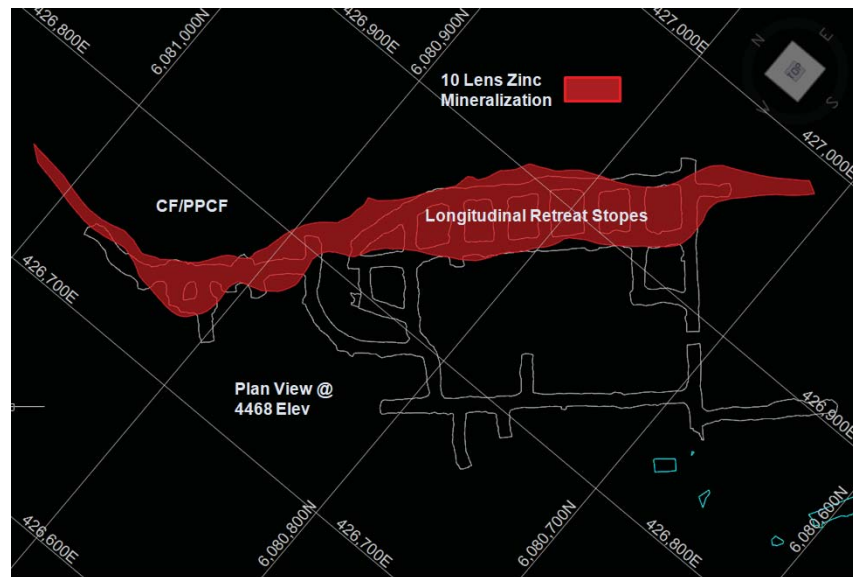 426,800E
6,081,000N
426,900E
6,080,900N
427,000E
N
E
TOP
S
10 Lens Zinc
Mineralization
427,000E
CF/PPCF
Longitudinal Retreat Stopes
426,700E
Plan View @
4468 Elev
426,900E
426,600E
6,080,800N
426,700E
6,080,700N
426,800E
6,080,600N